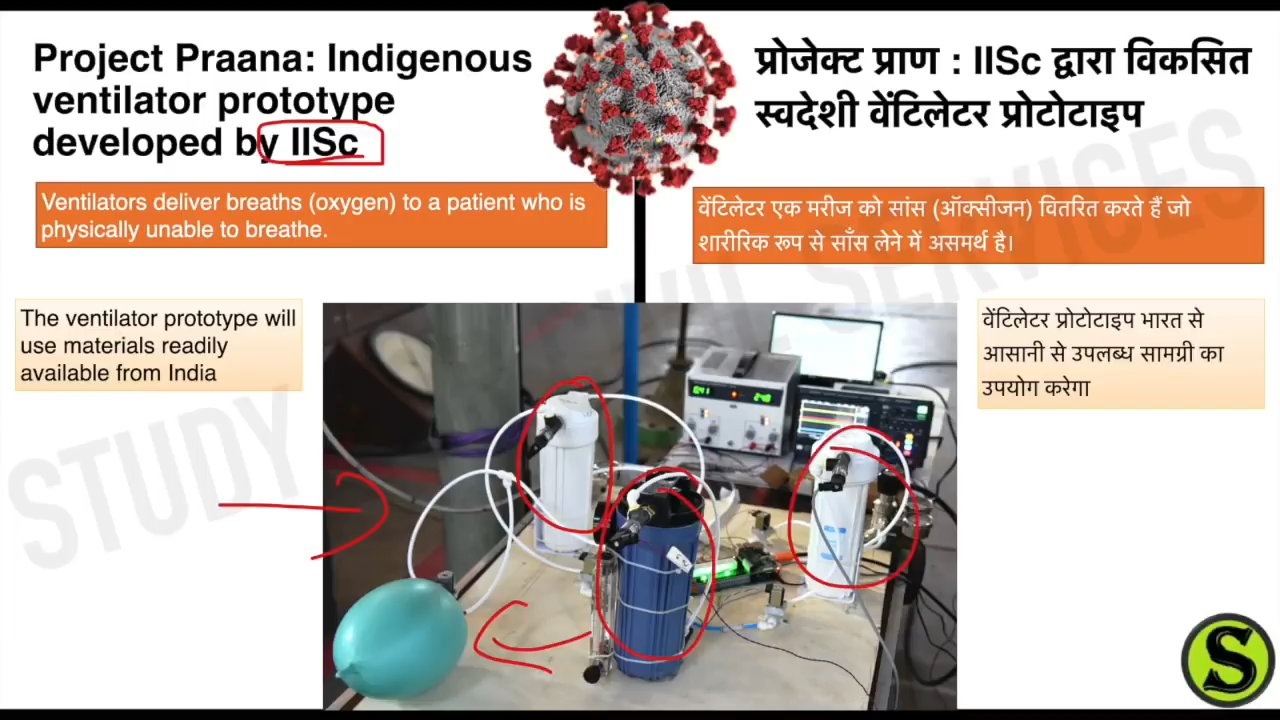 Project Praana: Indigenous
ventilator prototype
developed by IISc
प्रोजेक्ट प्राण : IISc द्वारा विकसित
स्वदेशी वेंटिलेटर प्रोटोटाइप
Ventilators deliver breaths (oxygen) to a patient who is
physically unable to breathe.
वेंटिलेटर एक मरीज को सांस (ऑक्सीजन) वितरित करते हैं जो
शारीरिक रूप से साँस लेने में असमर्थ है।
The ventilator prototype will
use materials readily
available from India
वेंटिलेटर प्रोटोटाइप भारत से
आसानी से उपलब्ध सामग्री का
उपयोग करेगा
STUDY CIVIL SERVICES
S